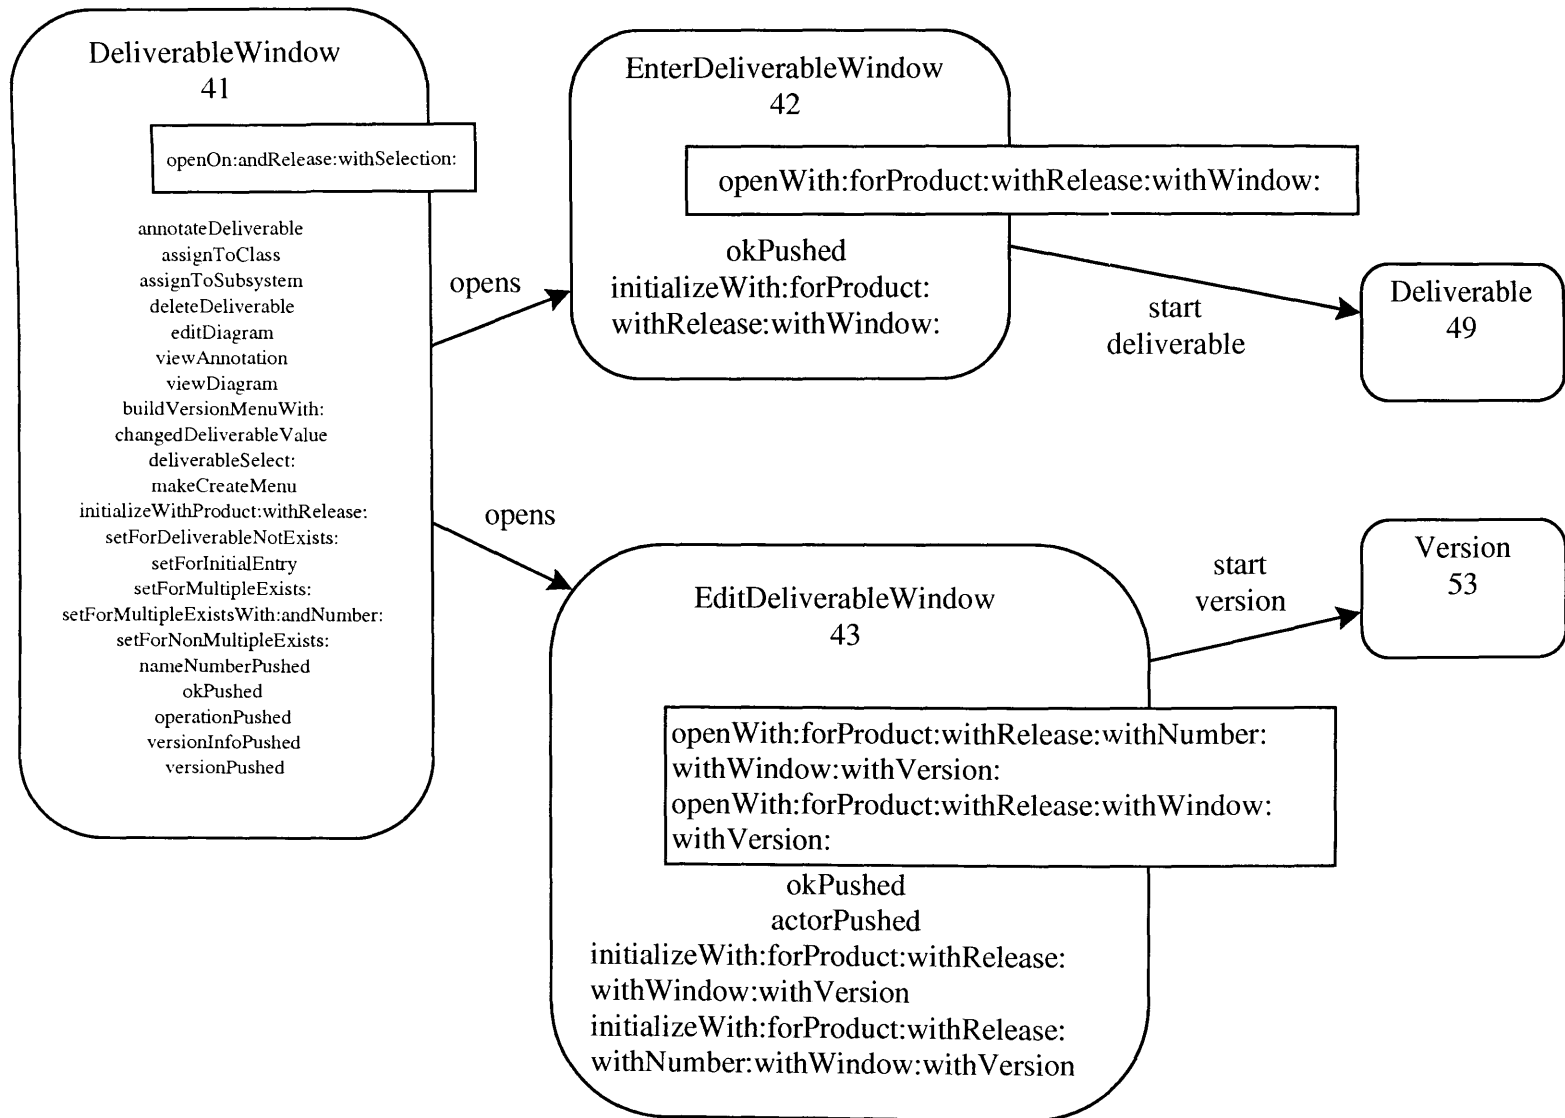 DeliverableWindow
41
openOn:andRelease:withSelection:
annotateDeliverable
assignToClass
assignToSubsystem
deleteDeliverable
editDiagram
viewAnnotation
viewDiagram
buildVersionMenuWith:
changedDeliverableValue
deliverableSelect:
makeCreateMenu
initializeWithProduct:withRelease:
setForDeliverableNotExists:
setForInitialEntry
setForMultipleExists:
setForMultipleExistsWith:andNumber:
setForNonMultipleExists:
nameNumberPushed
okPushed
operationPushed
versionInfoPushed
versionPushed
opens
opens
EnterDeliverableWindow
42
openWith:forProduct:withRelease:withWindow:
okPushed
initializeWith:forProduct:
withRelease:withWindow:
start
deliverable
Deliverable
49
EditDeliverableWindow
43
openWith:forProduct:withRelease:withNumber:
withWindow:withVersion:
openWith:forProduct:withRelease:withWindow:
withVersion:
okPushed
actorPushed
initializeWith:forProduct:withRelease:
withWindow:withVersion
initializeWith:forProduct:withRelease:
withNumber:withWindow:withVersion
start
version
Version
53